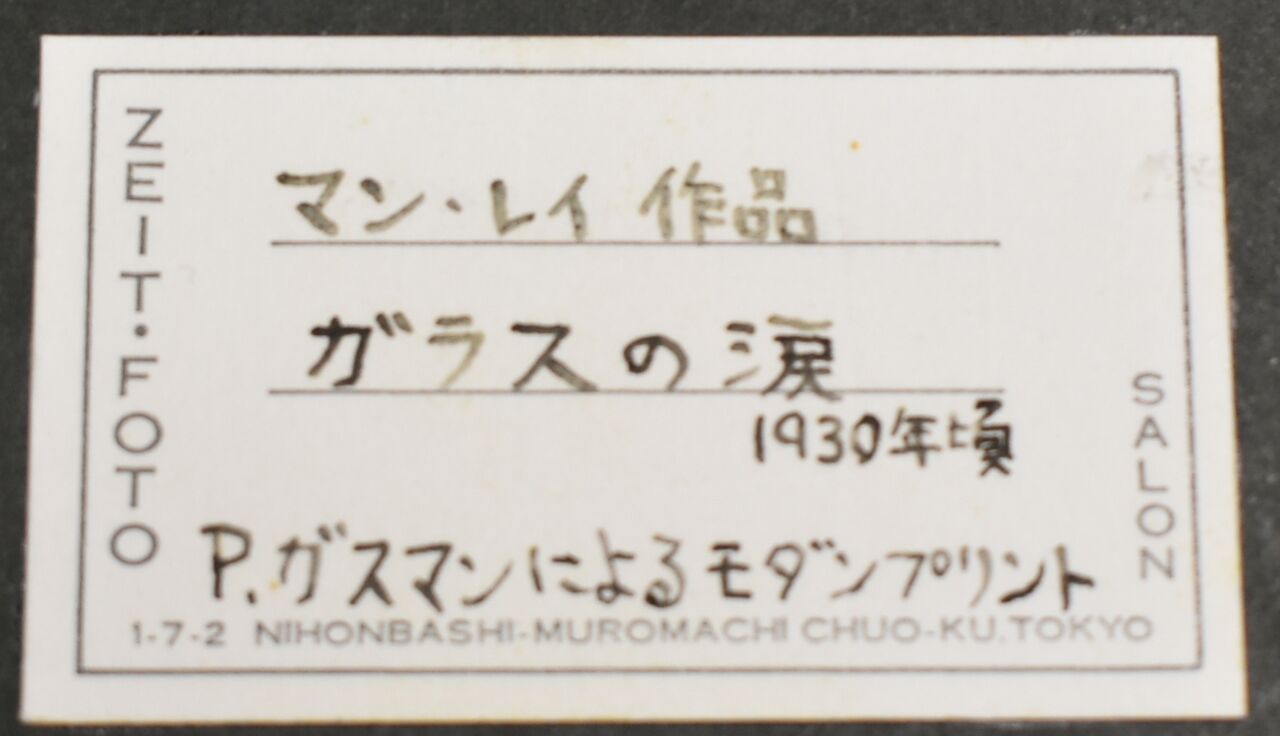 ZEIT・FOTO
マン・レイ 作品
ガラスの涙
1930年頃
P.ガスマンによるモダンプリント
SALON
1-7-2 NIHONBASHI-MUROMACHI CHUO-KU.TOKYO